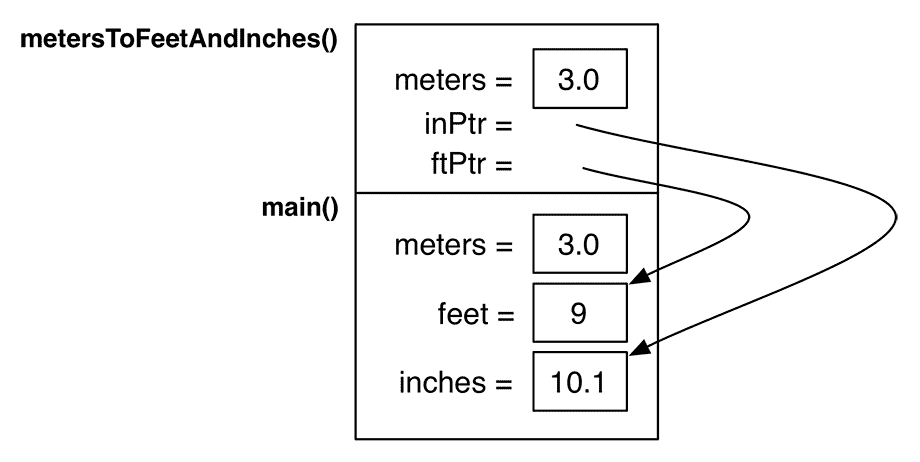 metersToFeetAndInches()
meters = 3.0
inPtr =
ftPtr =
main()
meters = 3.0
feet = 9
inches = 10.1